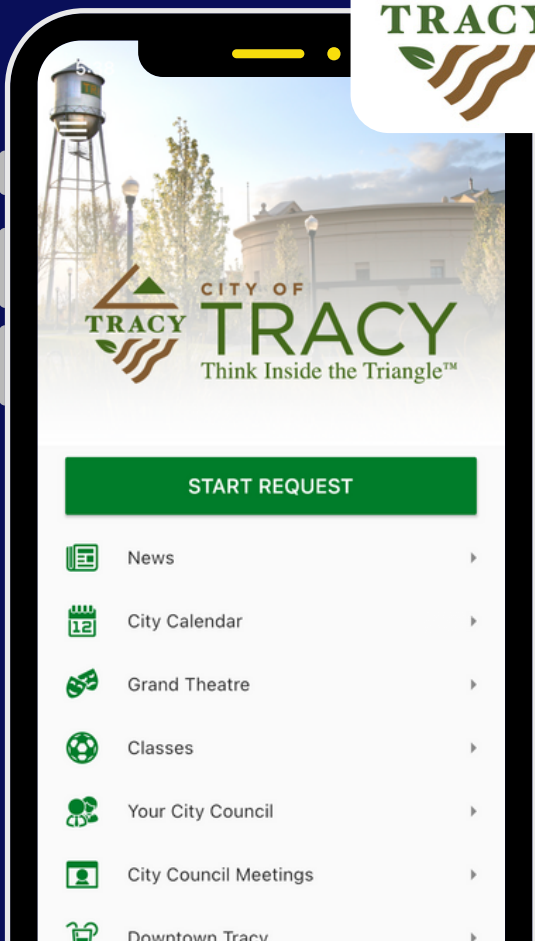 TRACY
CITY OF
TRACY
TRACY
Think Inside the Triangle™
START REQUEST
News
12
City Calendar
Grand Theatre
Classes
Your City Council
City Council Meetings
Downtown Tracy